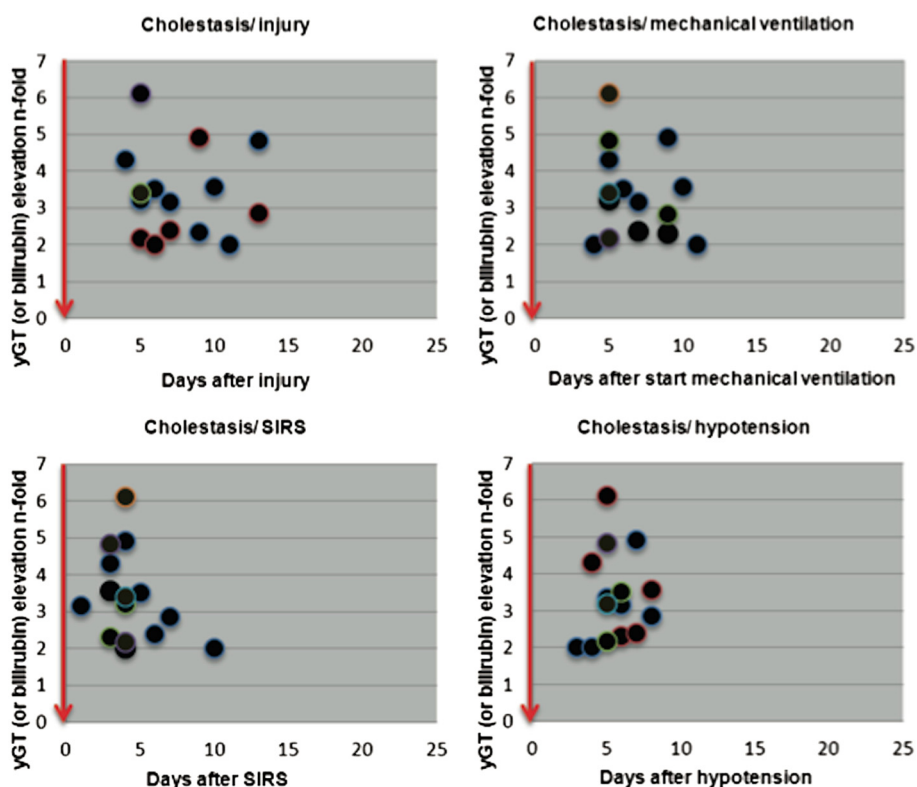 Cholestasis/ injury
yGT (or bilirubin) elevation n-fold
7
6
5
4
3
2
1
0
0 5 10 15 20 25
Days after injury
Cholestasis/ mechanical ventilation
yGT (or bilirubin) elevation n-fold
7
6
5
4
3
2
1
0
0 5 10 15 20 25
Days after start mechanical ventilation
Cholestasis/ SIRS
yGT (or bilirubin) elevation n-fold
7
6
5
4
3
2
1
0
0 5 10 15 20 25
Days after SIRS
Cholestasis/ hypotension
yGT (or bilirubin) elevation n-fold
7
6
5
4
3
2
1
0
0 5 10 15 20 25
Days after hypotension